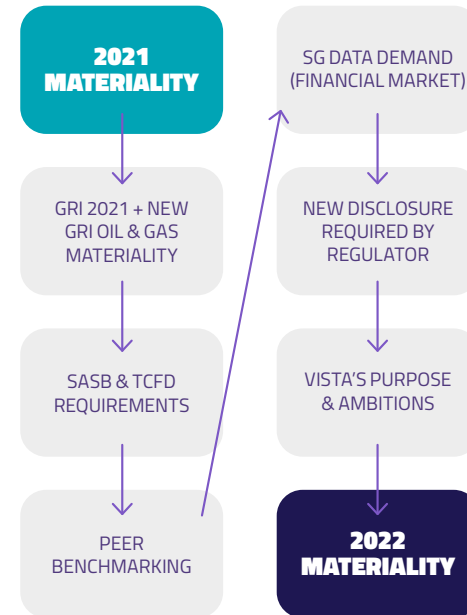 2021
MATERIALITY
GRI 2021 + NEW
GRI OIL & GAS
MATERIALITY
SASB & TCFD
REQUIREMENTS
PEER
BENCHMARKING
SG DATA DEMAND
(FINANCIAL MARKET)
NEW DISCLOSURE
REQUIRED BY
REGULATOR
VISTA'S PURPOSE
& AMBITIONS
2022
MATERIALITY